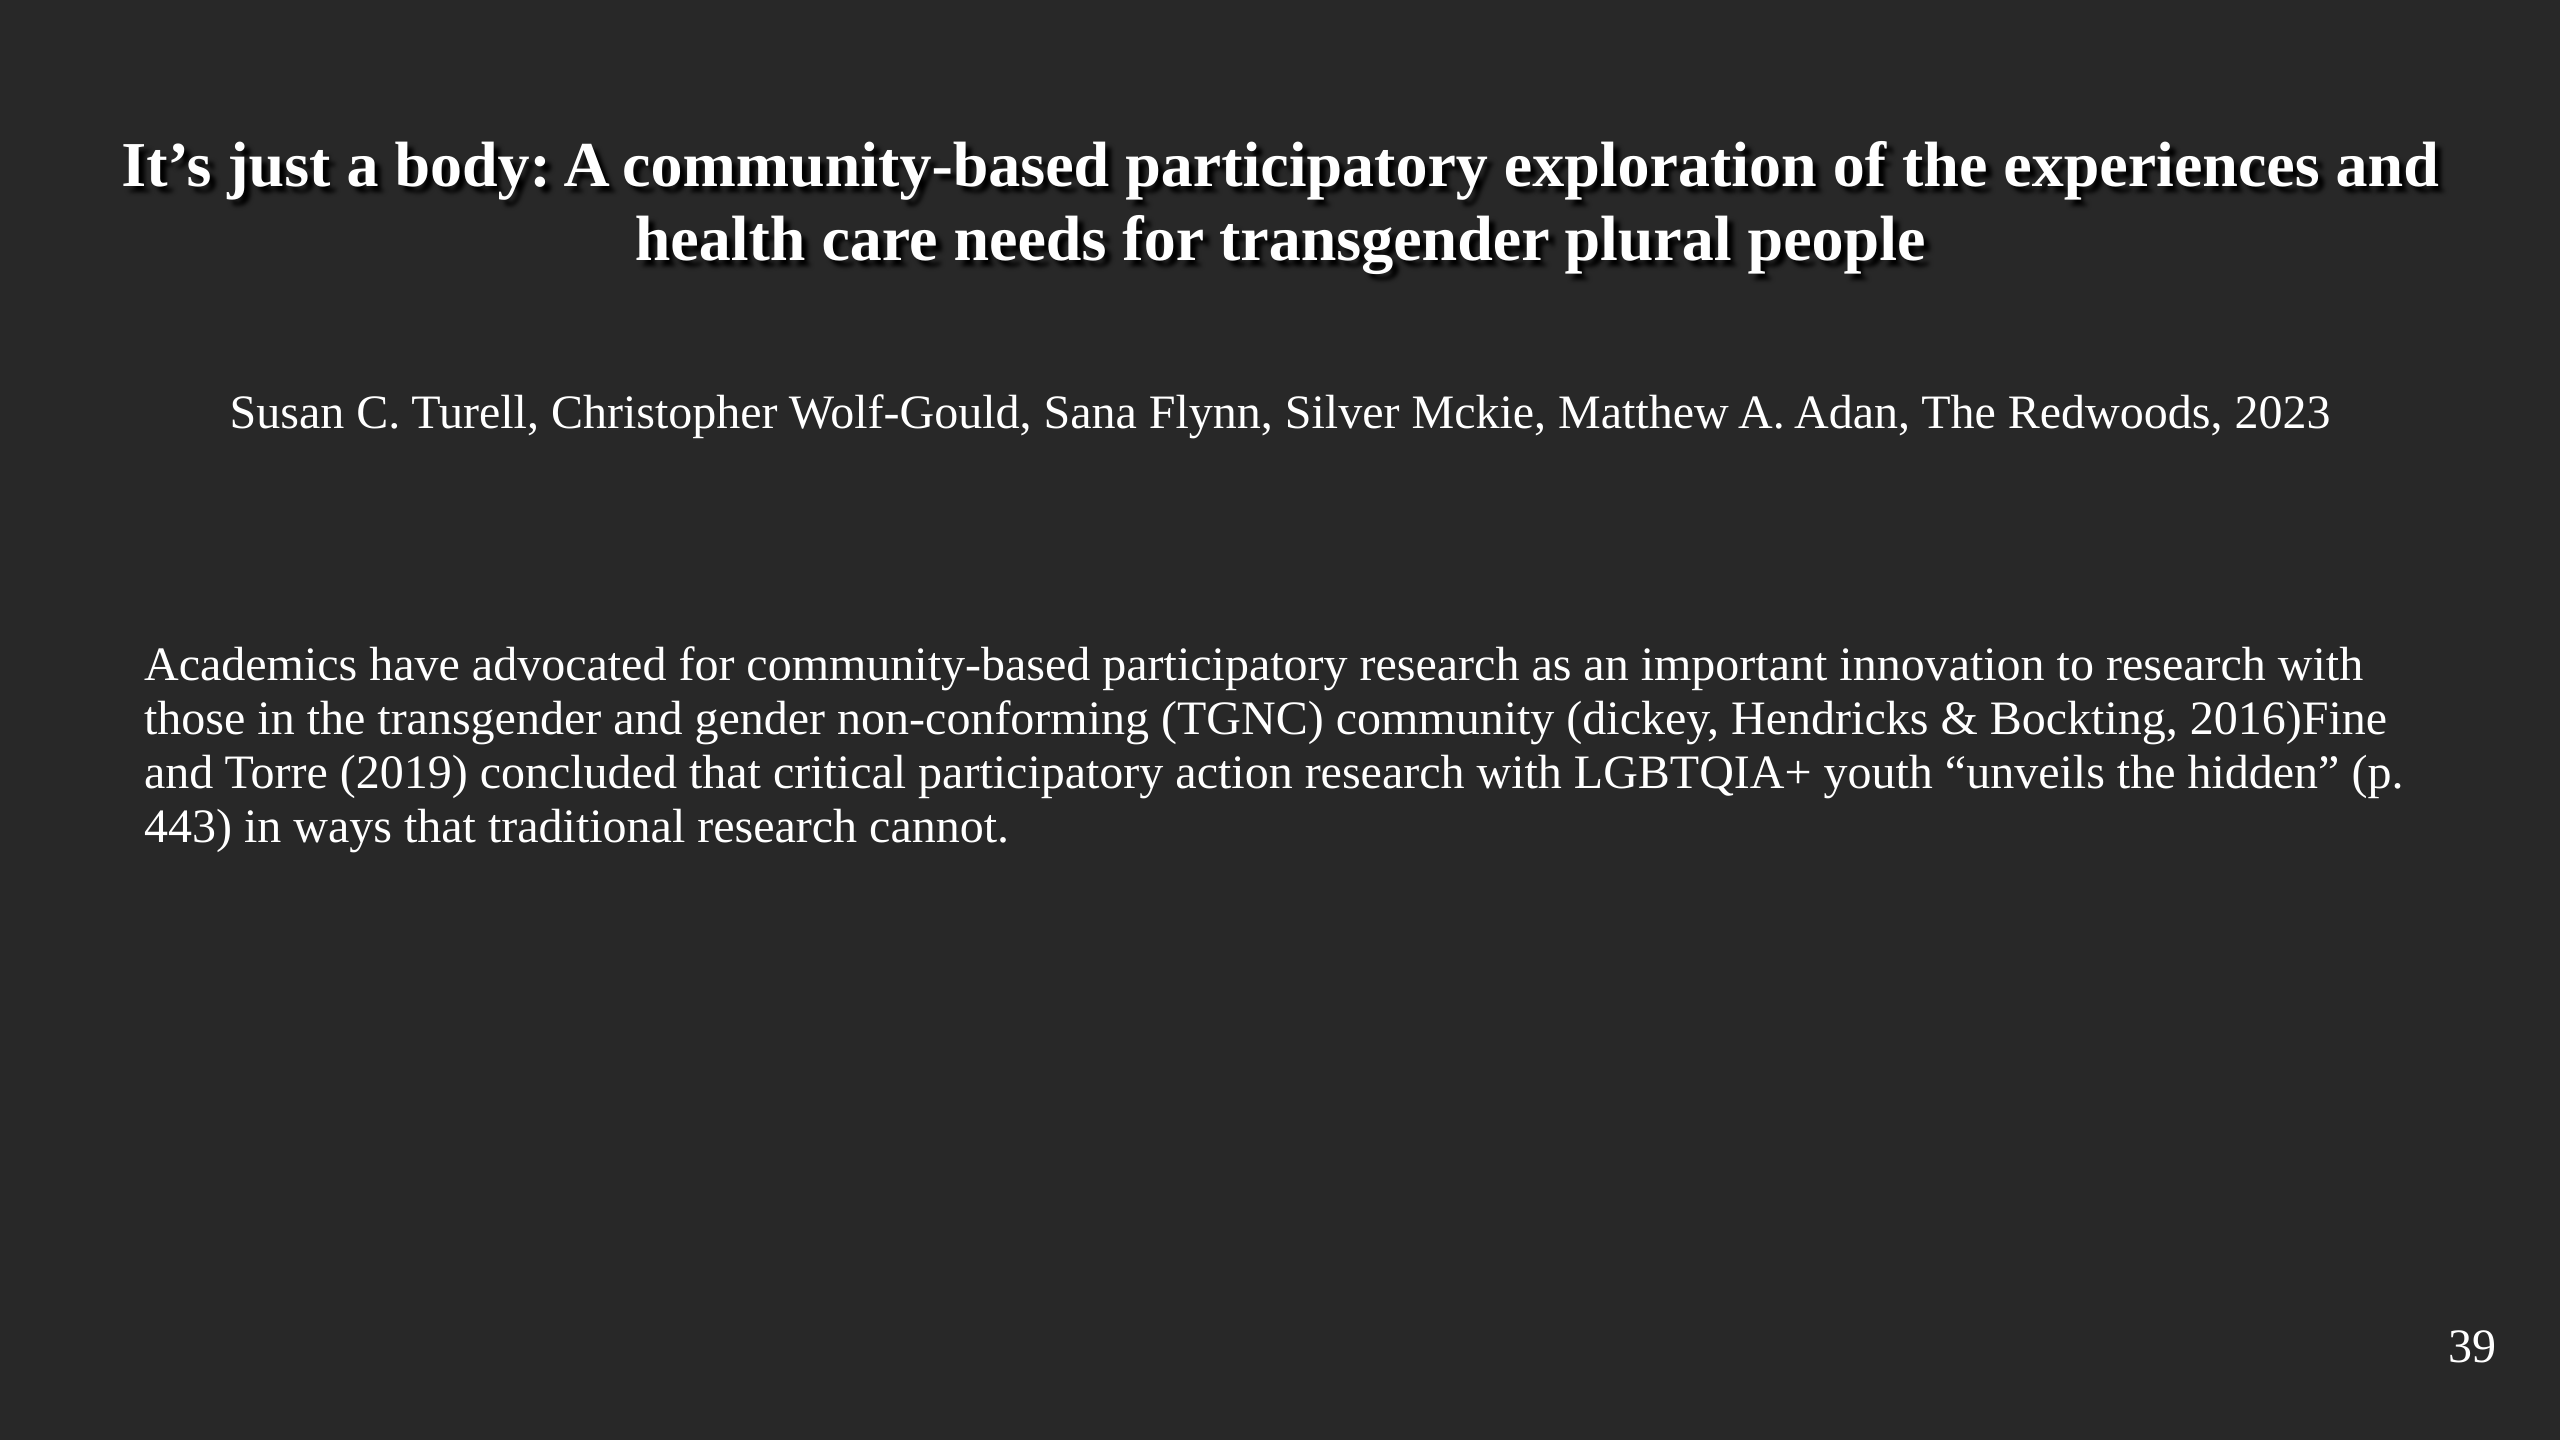 It’s just a body: A community-based participatory exploration of the experiences and
health care needs for transgender plural people
Susan C. Turell, Christopher Wolf-Gould, Sana Flynn, Silver Mckie, Matthew A. Adan, The Redwoods, 2023
Academics have advocated for community-based participatory research as an important innovation to research with
those in the transgender and gender non-conforming (TGNC) community (dickey, Hendricks & Bockting, 2016)Fine
and Torre (2019) concluded that critical participatory action research with LGBTQIA+ youth “unveils the hidden” (p.
443) in ways that traditional research cannot.
39